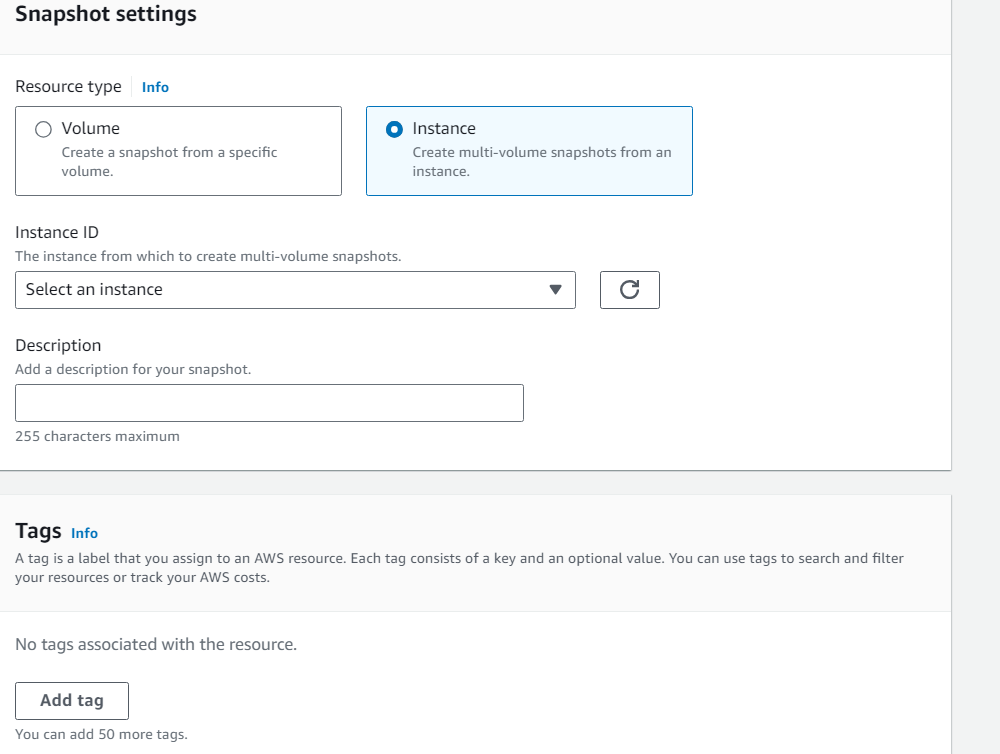 Snapshot settings
Resource type Info
Volume
Create a snapshot from a specific
volume.
Instance
Create multi-volume snapshots from an
instance.
Instance ID
The instance from which to create multi-volume snapshots.
Select an instance
Description
Add a description for your snapshot.
255 characters maximum
Tags Info
A tag is a label that you assign to an AWS resource. Each tag consists of a key and an optional value. You can use tags to search and filter
your resources or track your AWS costs.
No tags associated with the resource.
Add tag
You can add 50 more tags.